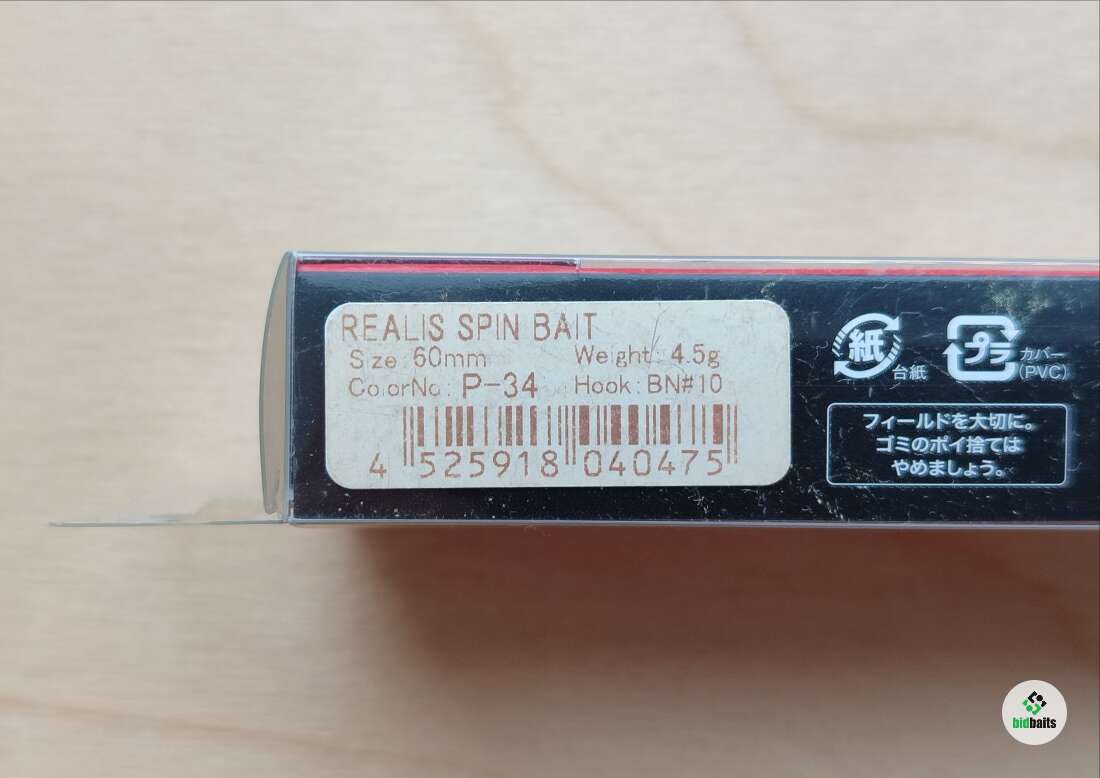 REALIS SPIN BAIT
Size: 60mm Weight: 4.5g
ColorNo: P-34 Hook: BN#10
4 525918 040475
紙
台紙
プラ
カバー
(PVC)
フィールドを大切に。
ゴミのポイ捨ては
やめましょう。
bidbaits